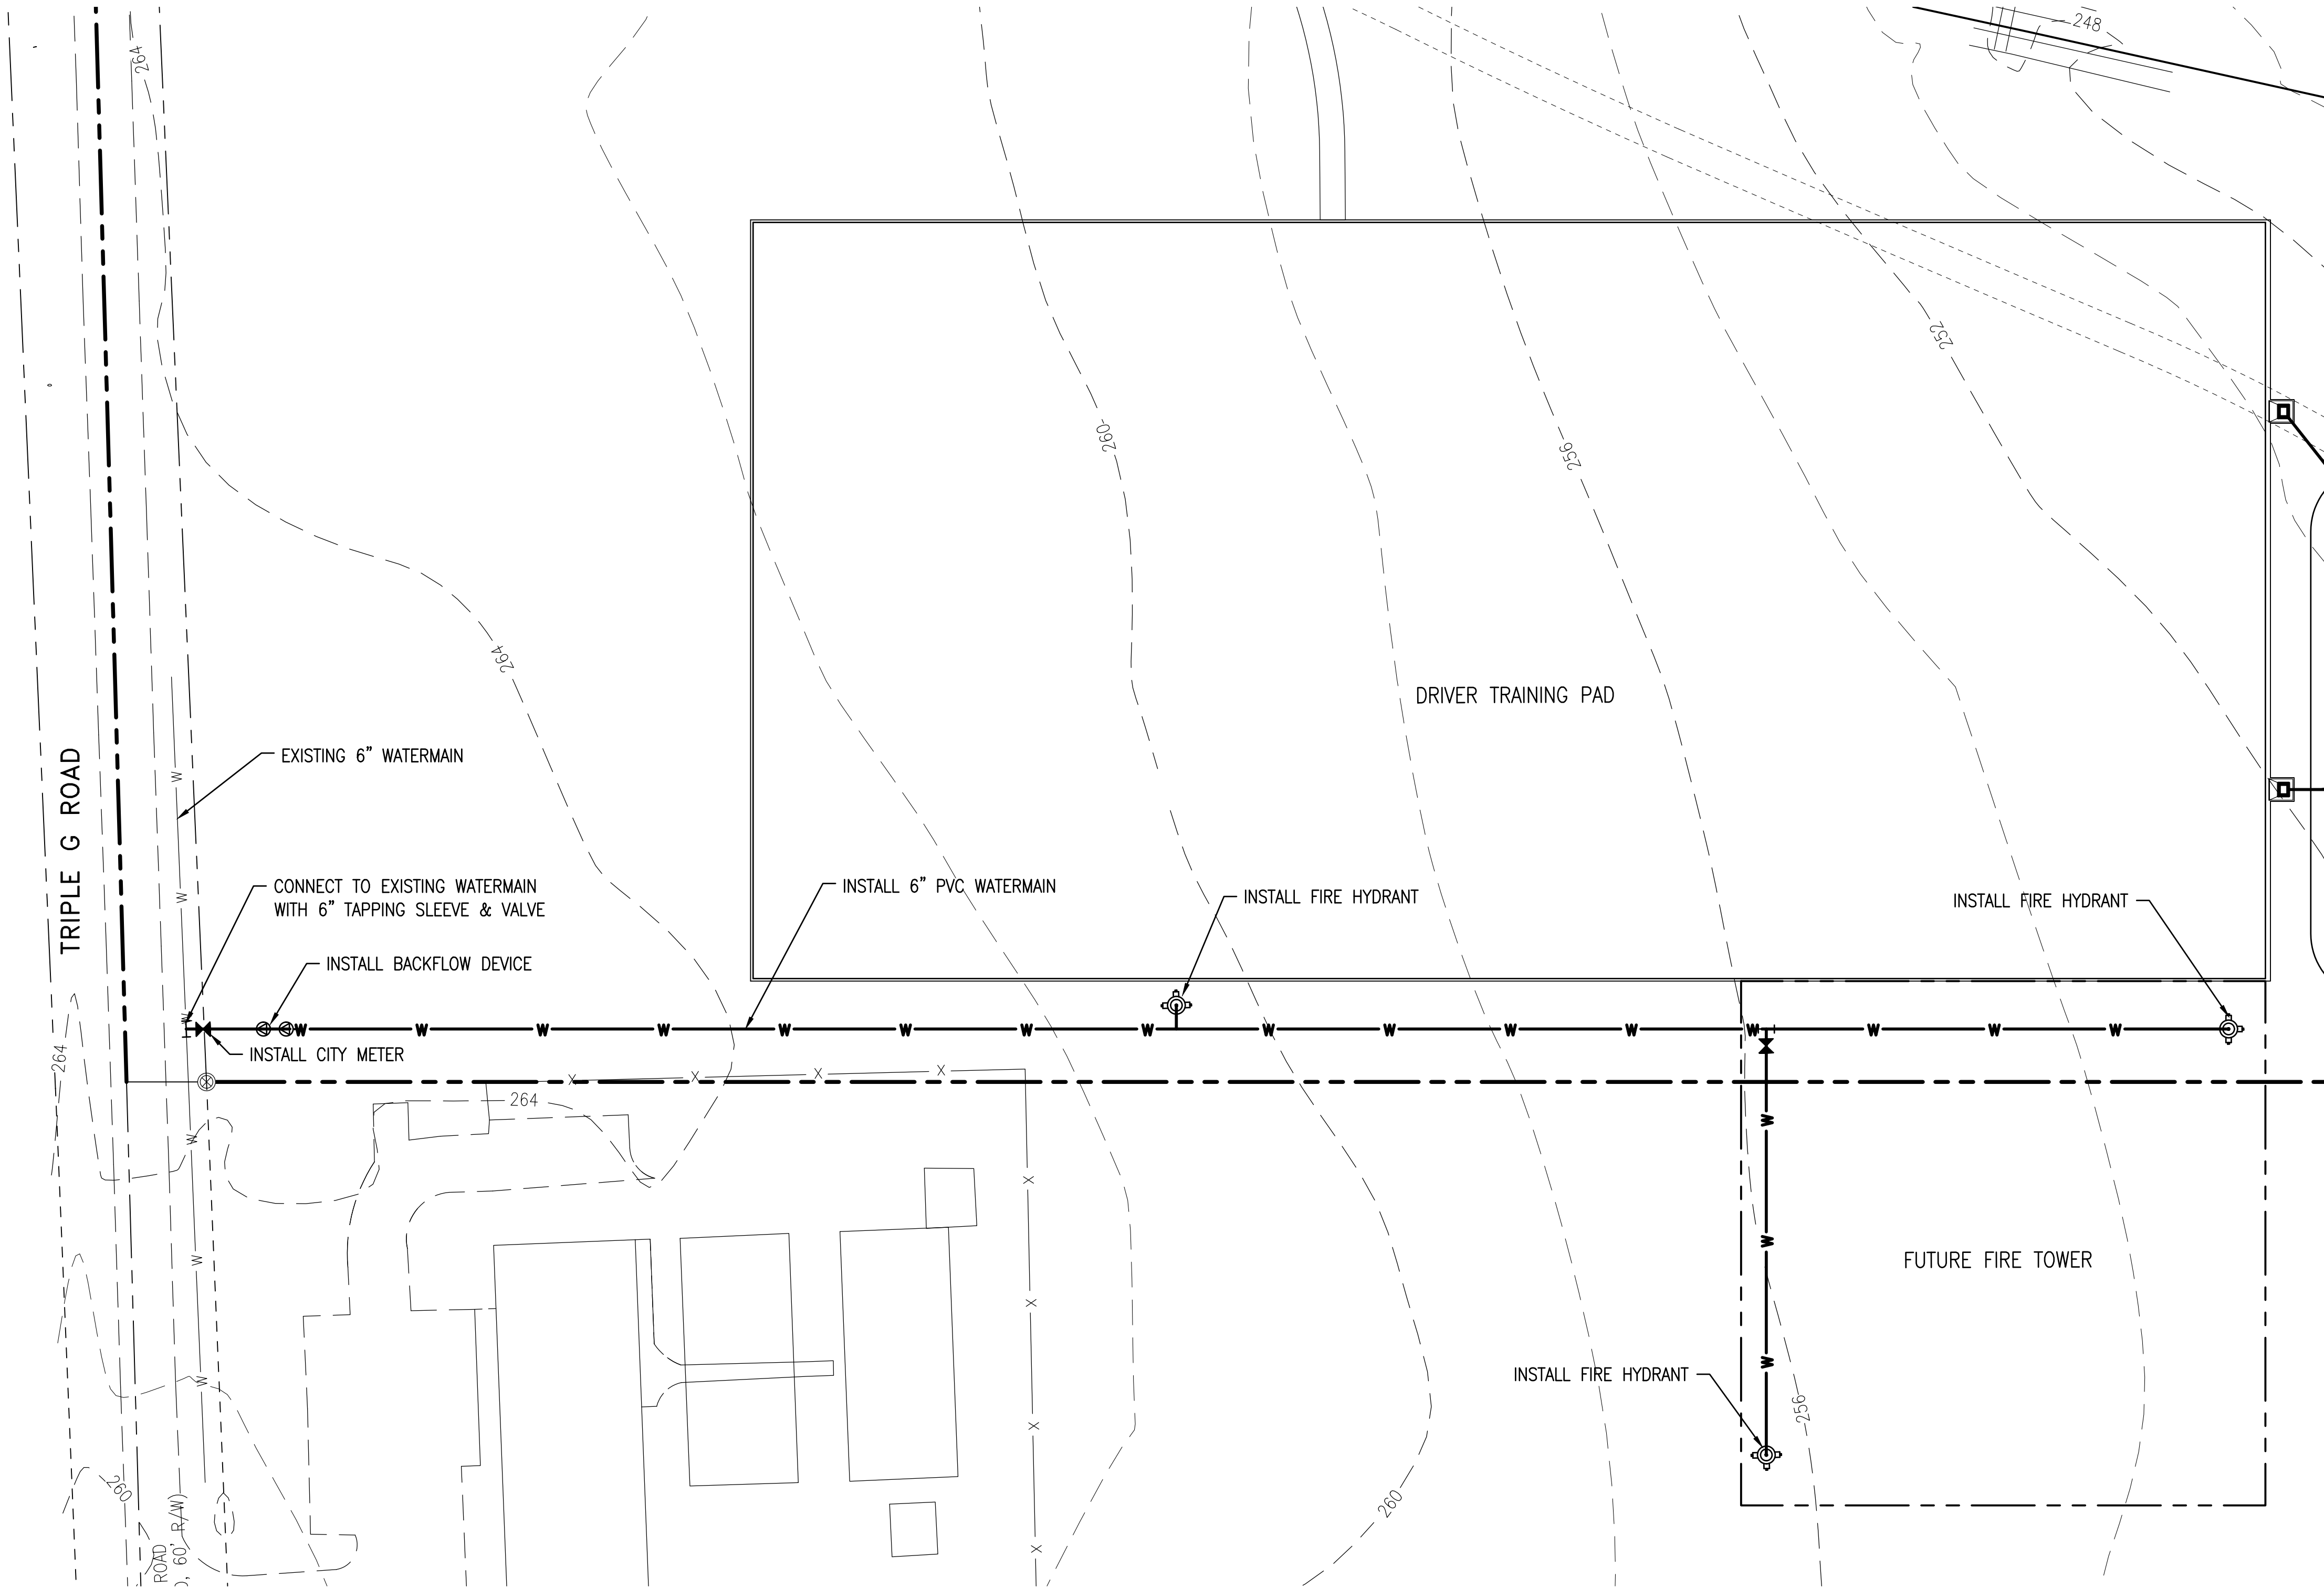 264
248
252
260
256
264
DRIVER TRAINING PAD
EXISTING 6" WATERMAIN
TRIPLE G ROAD
CONNECT TO EXISTING WATERMAIN
WITH 6" TAPPING SLEEVE & VALVE
INSTALL 6" PVC WATERMAIN
INSTALL FIRE HYDRANT
INSTALL FIRE HYDRANT
INSTALL BACKFLOW DEVICE
W W W W W W W W W W W W W W W W
INSTALL CITY METER
264
X X X X
264
W
W
W
W
W
W
W
W
W
W
X
X
X
X
FUTURE FIRE TOWER
INSTALL FIRE HYDRANT
256
260
260
ROAD
60' R/W)